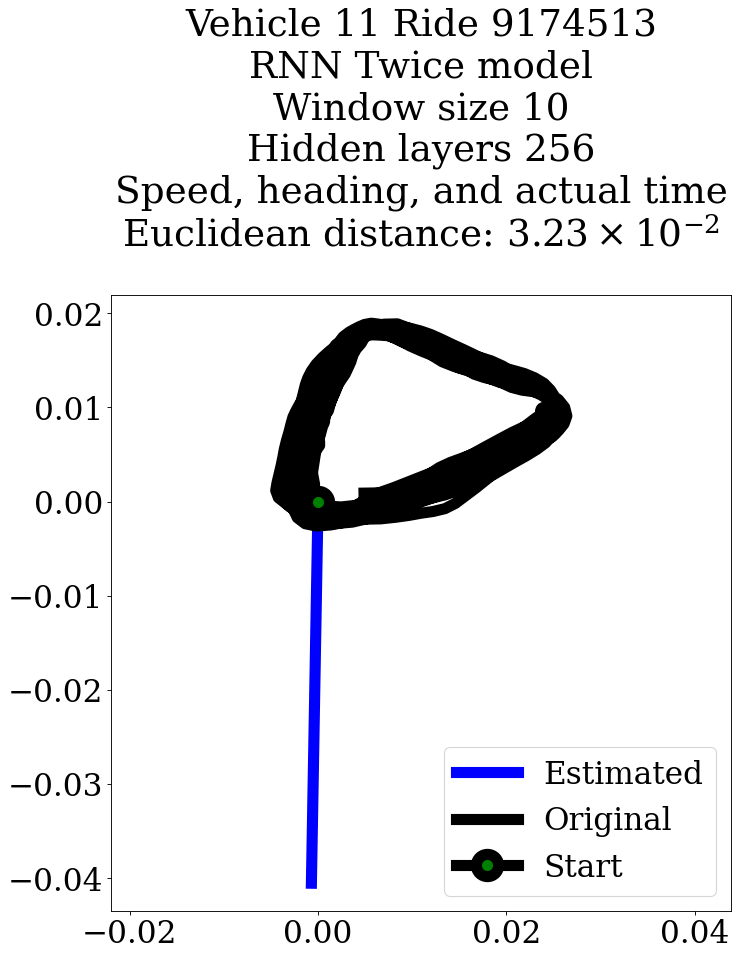 Vehicle 11 Ride 9174513
RNN Twice model
Window size 10
Hidden layers 256
Speed, heading, and actual time
Euclidean distance: 3.23 × 10⁻²
0.02
0.01
0.00
−0.01
−0.02
−0.03
−0.04
−0.02 0.00 0.02 0.04
Estimated
Original
Start